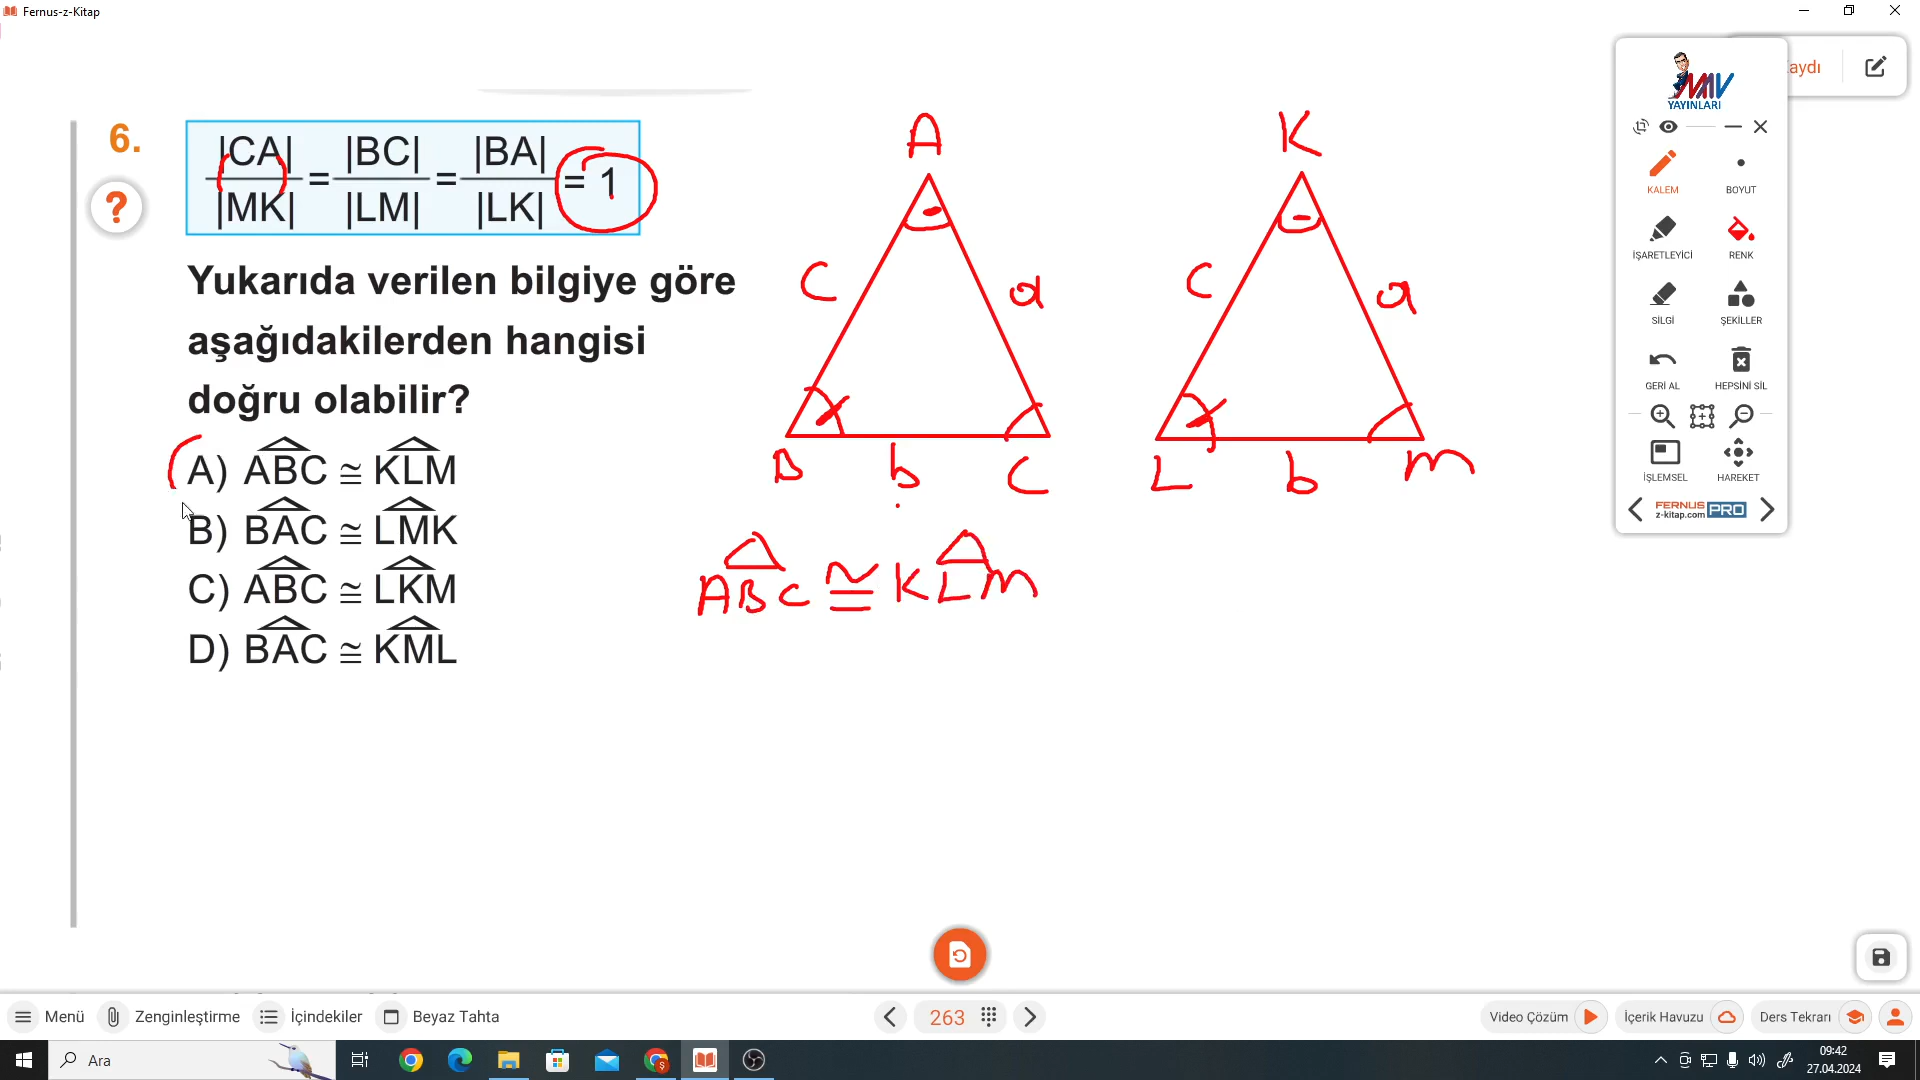 Fernus-z-Kitap
aydı
MMV
YAYINLARI
6.
|CA| / |MK| = |BC| / |LM| = |BA| / |LK| = 1
?
Yukarıda verilen bilgiye göre
aşağıdakilerden hangisi
doğru olabilir?
A) ABC ≅ KLM
B) BAC ≅ LMK
C) ABC ≅ LKM
D) BAC ≅ KML
A
C
a
B
b
C
K
C
a
L
b
M
ABC ≅ KLM
KALEM
BOYUT
İŞARETLEYİCİ
RENK
SİLGİ
ŞEKİLLER
GERİ AL
HEPSİNİ SİL
İŞLEMSEL
HAREKET
FERNUS
z-kitap.com PRO
Menü
Zenginleştirme
İçindekiler
Beyaz Tahta
263
Video Çözüm
İçerik Havuzu
Ders Tekrarı
Ara
09:42
27.04.2024